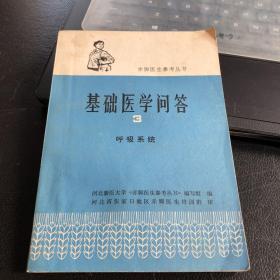 赤脚医生参考丛书
基础医学问答
3
呼吸系统
河北新医大学《赤脚医生参考丛书》编写组 编
河北省张家口地区赤脚医生培训班 审